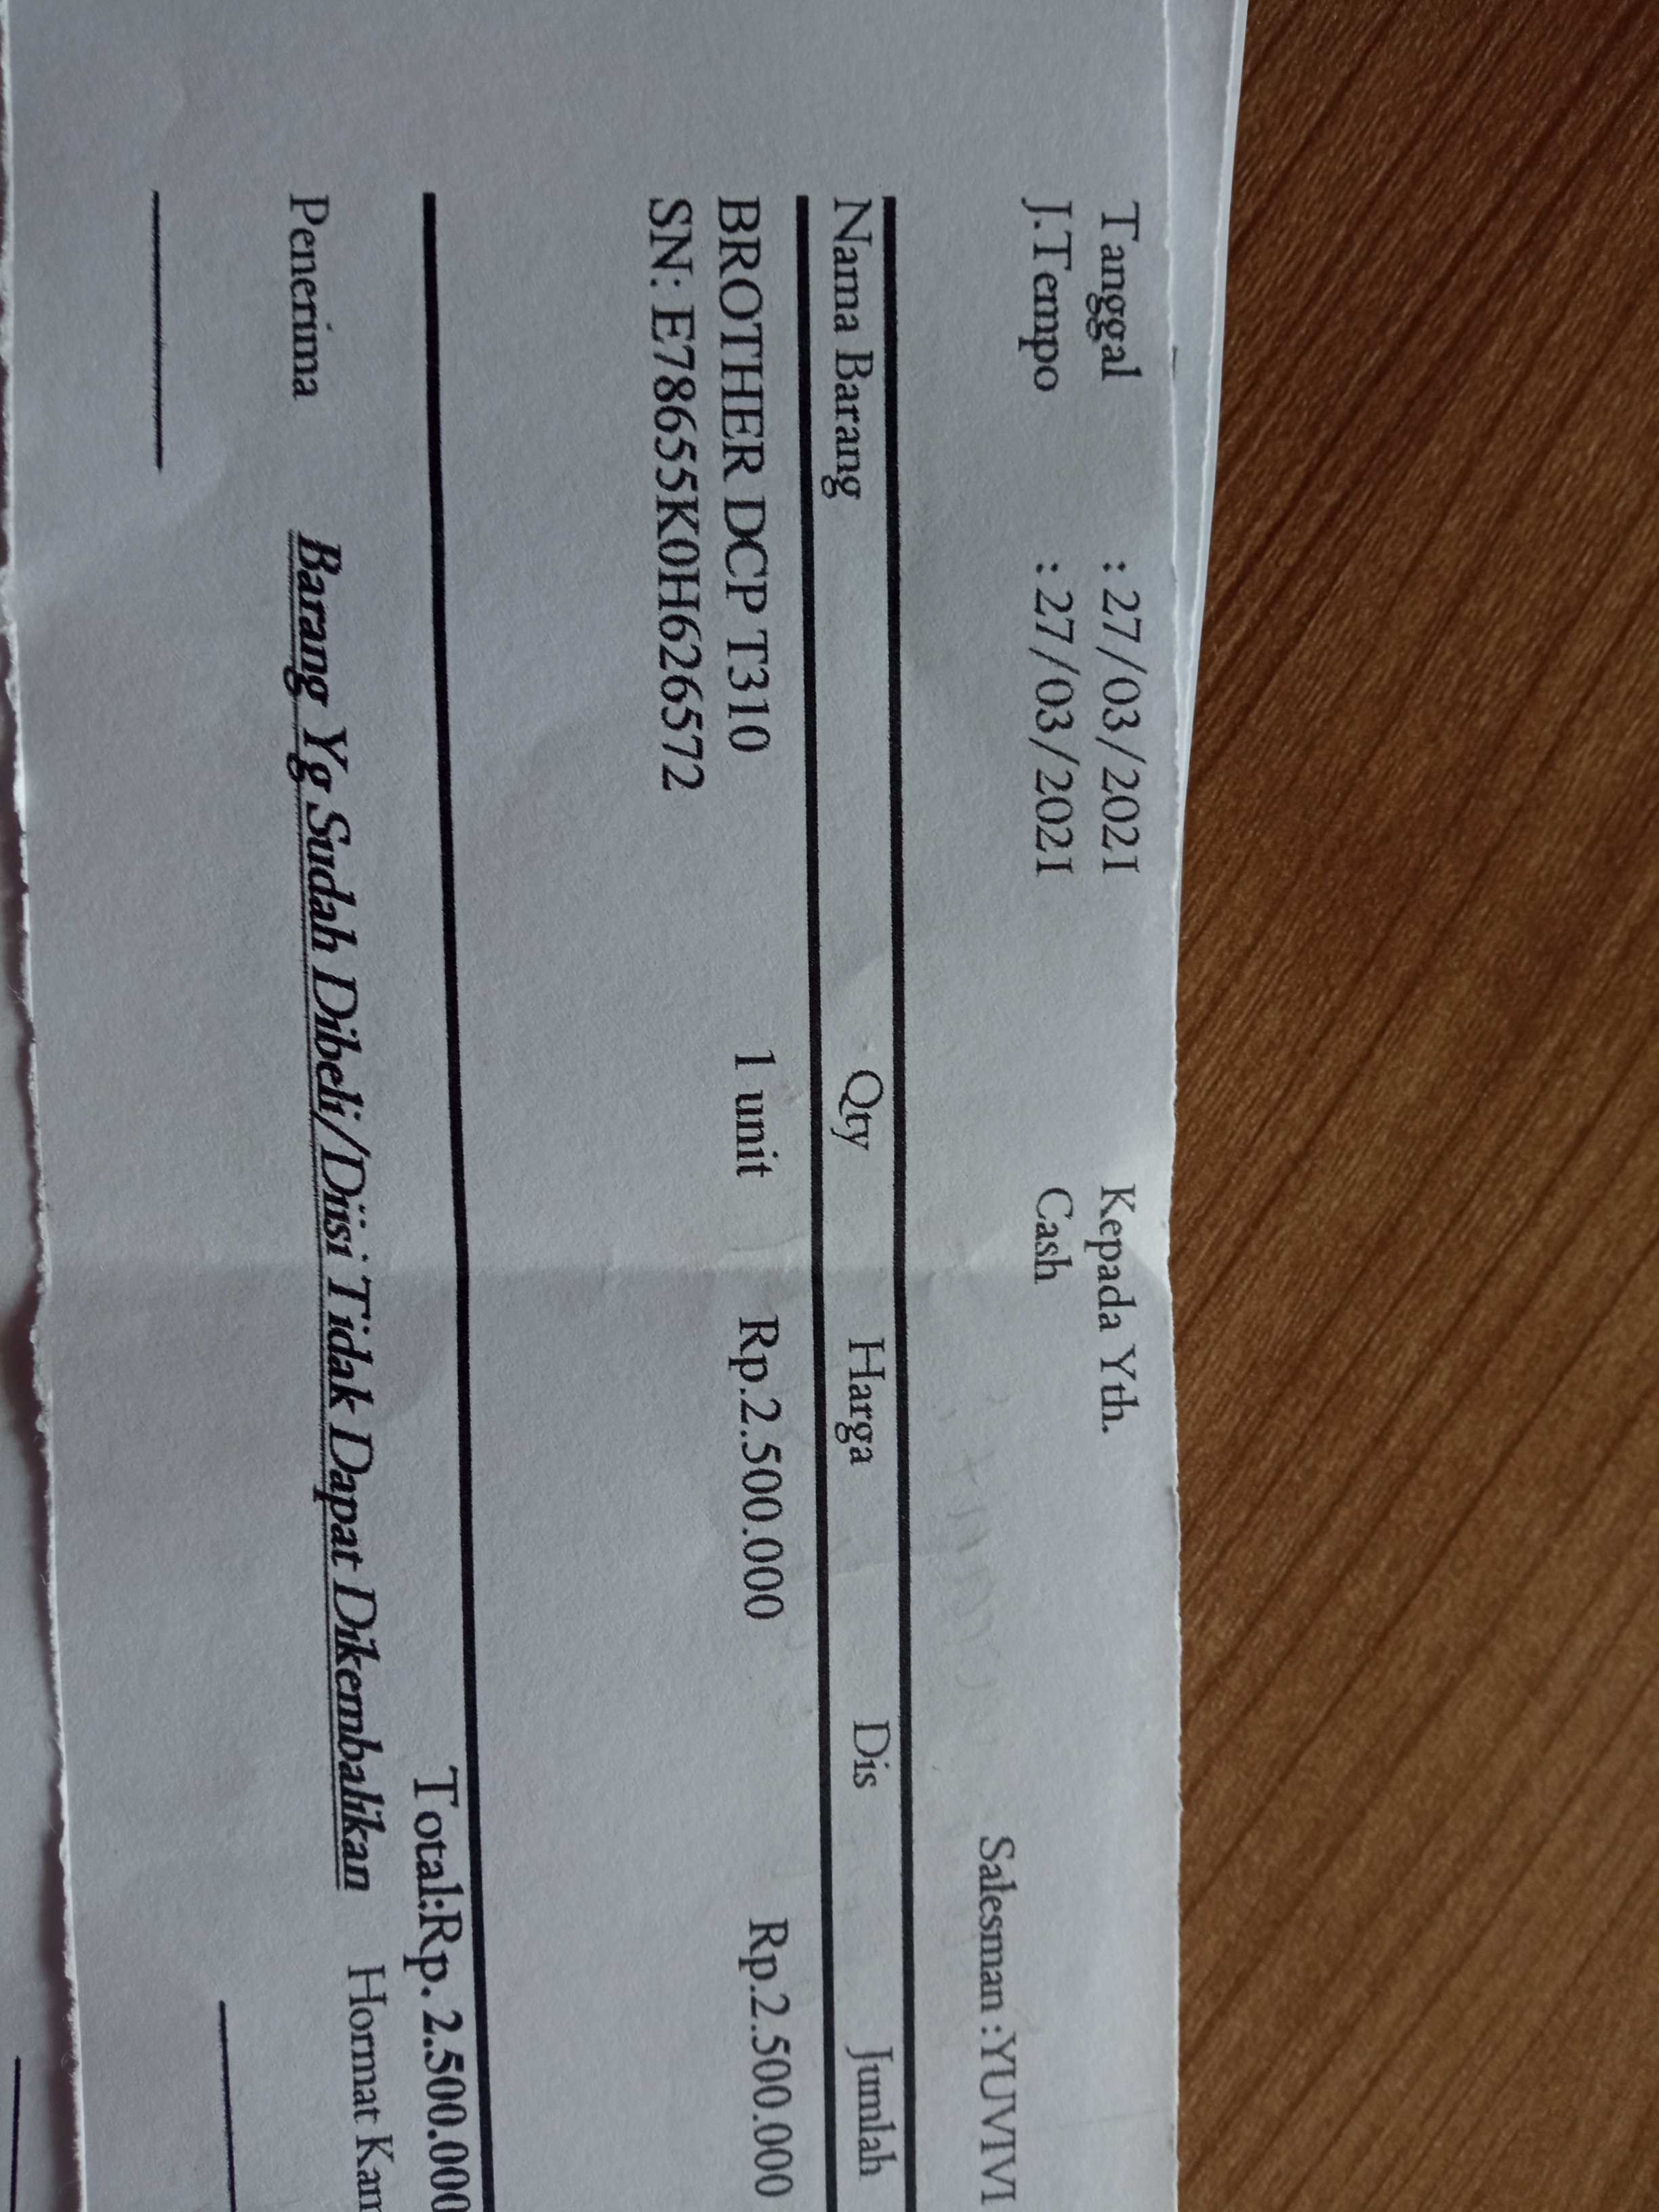 Tanggal : 27/03/2021 Kepada Yth.
J.Tempo : 27/03/2021 Cash
Salesman :YUVIVI
Nama Barang Qty Harga Dis Jumlah
BROTHER DCP T310 1 unit Rp.2.500.000 Rp.2.500.000
SN: E78655K0H626572
Total:Rp. 2.500.000
Penerima Barang Yg Sudah Dibeli/Diisi Tidak Dapat Dikembalikan Hormat Kam